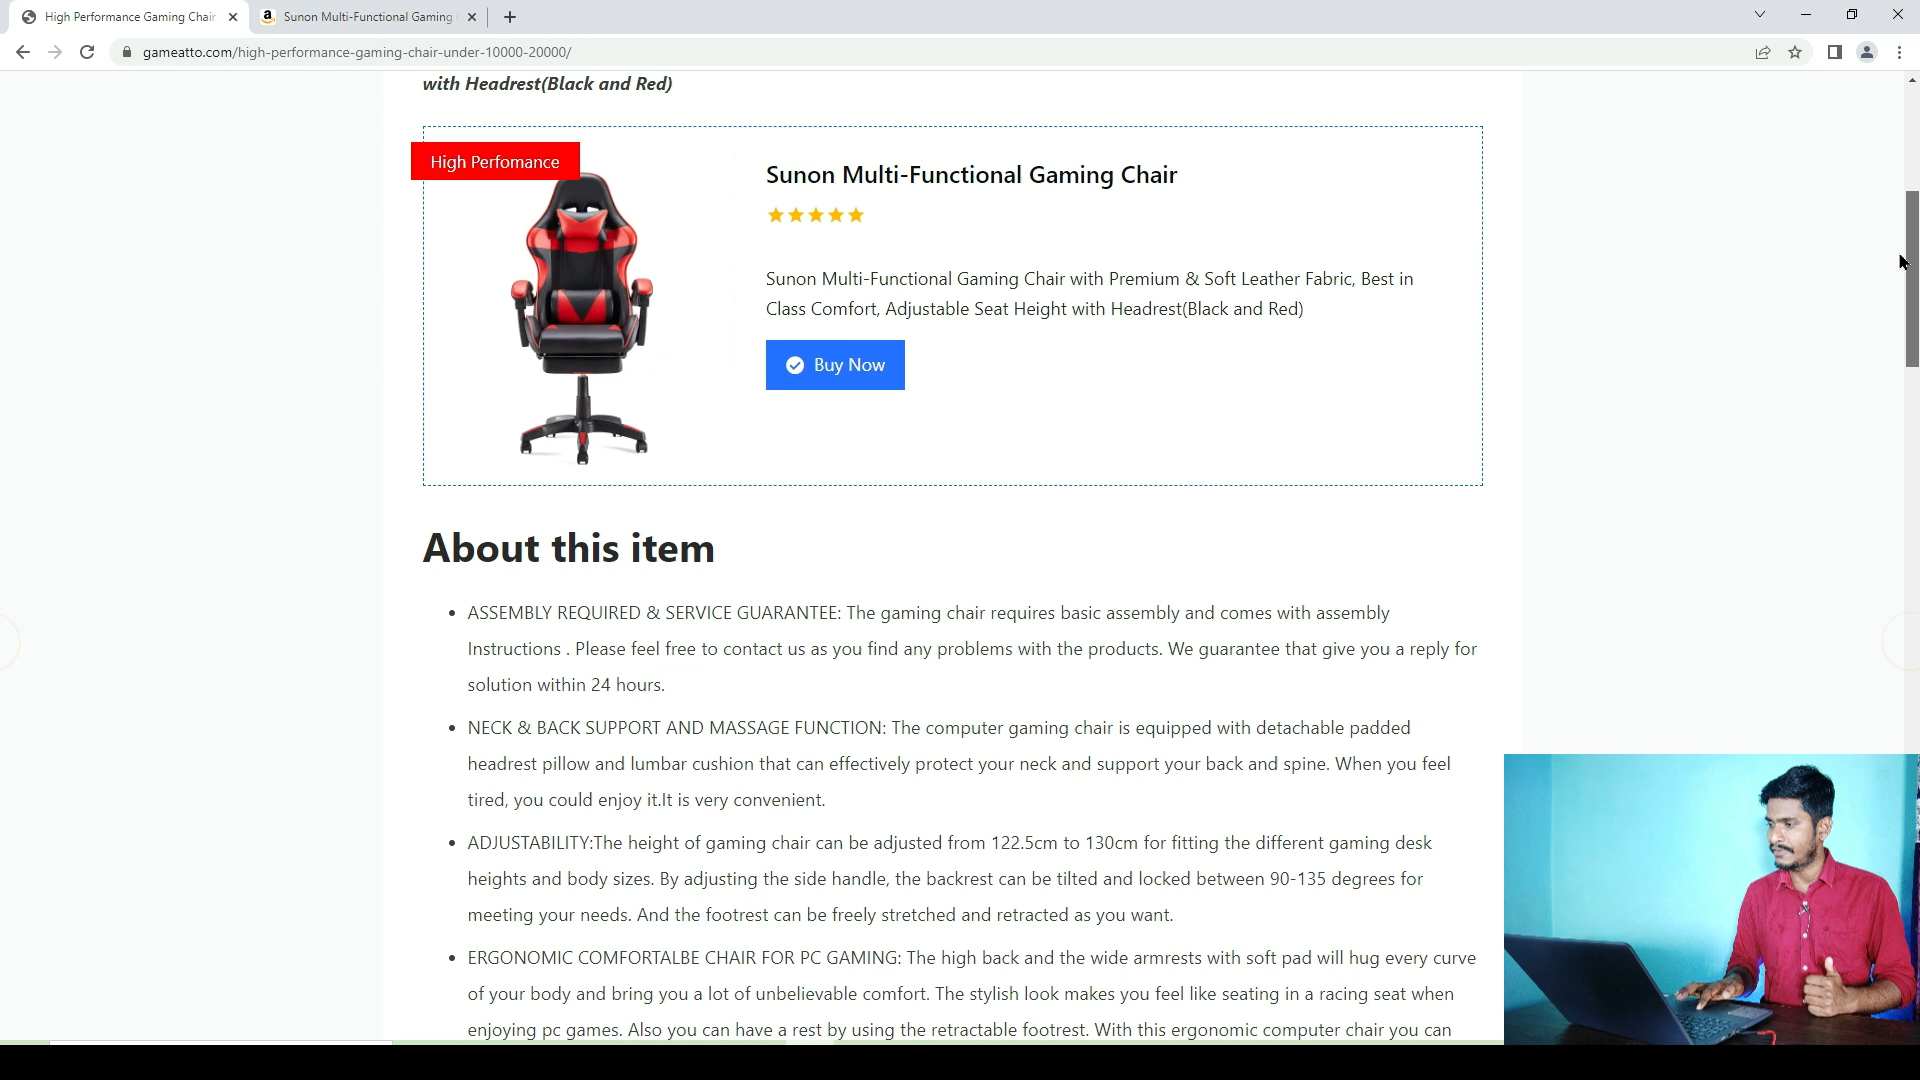 High Performance Gaming Chair
Sunon Multi-Functional Gaming
gameatto.com/high-performance-gaming-chair-under-10000-20000/
with Headrest(Black and Red)
High Perfomance
Sunon Multi-Functional Gaming Chair
Sunon Multi-Functional Gaming Chair with Premium & Soft Leather Fabric, Best in
Class Comfort, Adjustable Seat Height with Headrest(Black and Red)
Buy Now
About this item
• ASSEMBLY REQUIRED & SERVICE GUARANTEE: The gaming chair requires basic assembly and comes with assembly
Instructions . Please feel free to contact us as you find any problems with the products. We guarantee that give you a reply for
solution within 24 hours.
• NECK & BACK SUPPORT AND MASSAGE FUNCTION: The computer gaming chair is equipped with detachable padded
headrest pillow and lumbar cushion that can effectively protect your neck and support your back and spine. When you feel
tired, you could enjoy it.It is very convenient.
• ADJUSTABILITY:The height of gaming chair can be adjusted from 122.5cm to 130cm for fitting the different gaming desk
heights and body sizes. By adjusting the side handle, the backrest can be tilted and locked between 90-135 degrees for
meeting your needs. And the footrest can be freely stretched and retracted as you want.
• ERGONOMIC COMFORTALBE CHAIR FOR PC GAMING: The high back and the wide armrests with soft pad will hug every curve
of your body and bring you a lot of unbelievable comfort. The stylish look makes you feel like seating in a racing seat when
enjoying pc games. Also you can have a rest by using the retractable footrest. With this ergonomic computer chair you can